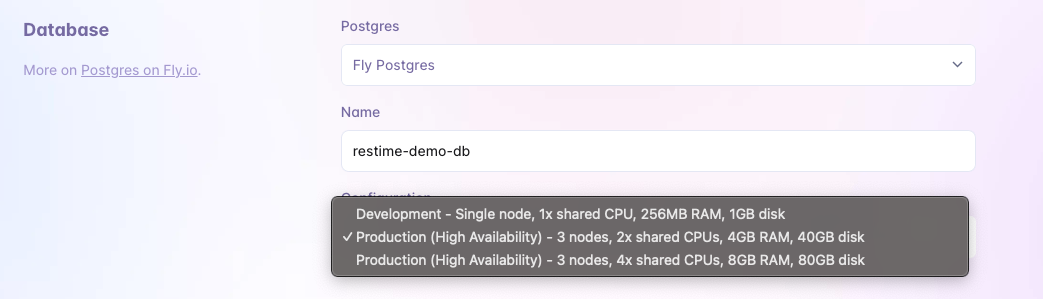 Database
More on Postgres on Fly.io.
Postgres
Fly Postgres
Name
restime-demo-db
Configuration
Development - Single node, 1x shared CPU, 256MB RAM, 1GB disk
✓ Production (High Availability) - 3 nodes, 2x shared CPUs, 4GB RAM, 40GB disk
Production (High Availability) - 3 nodes, 4x shared CPUs, 8GB RAM, 80GB disk